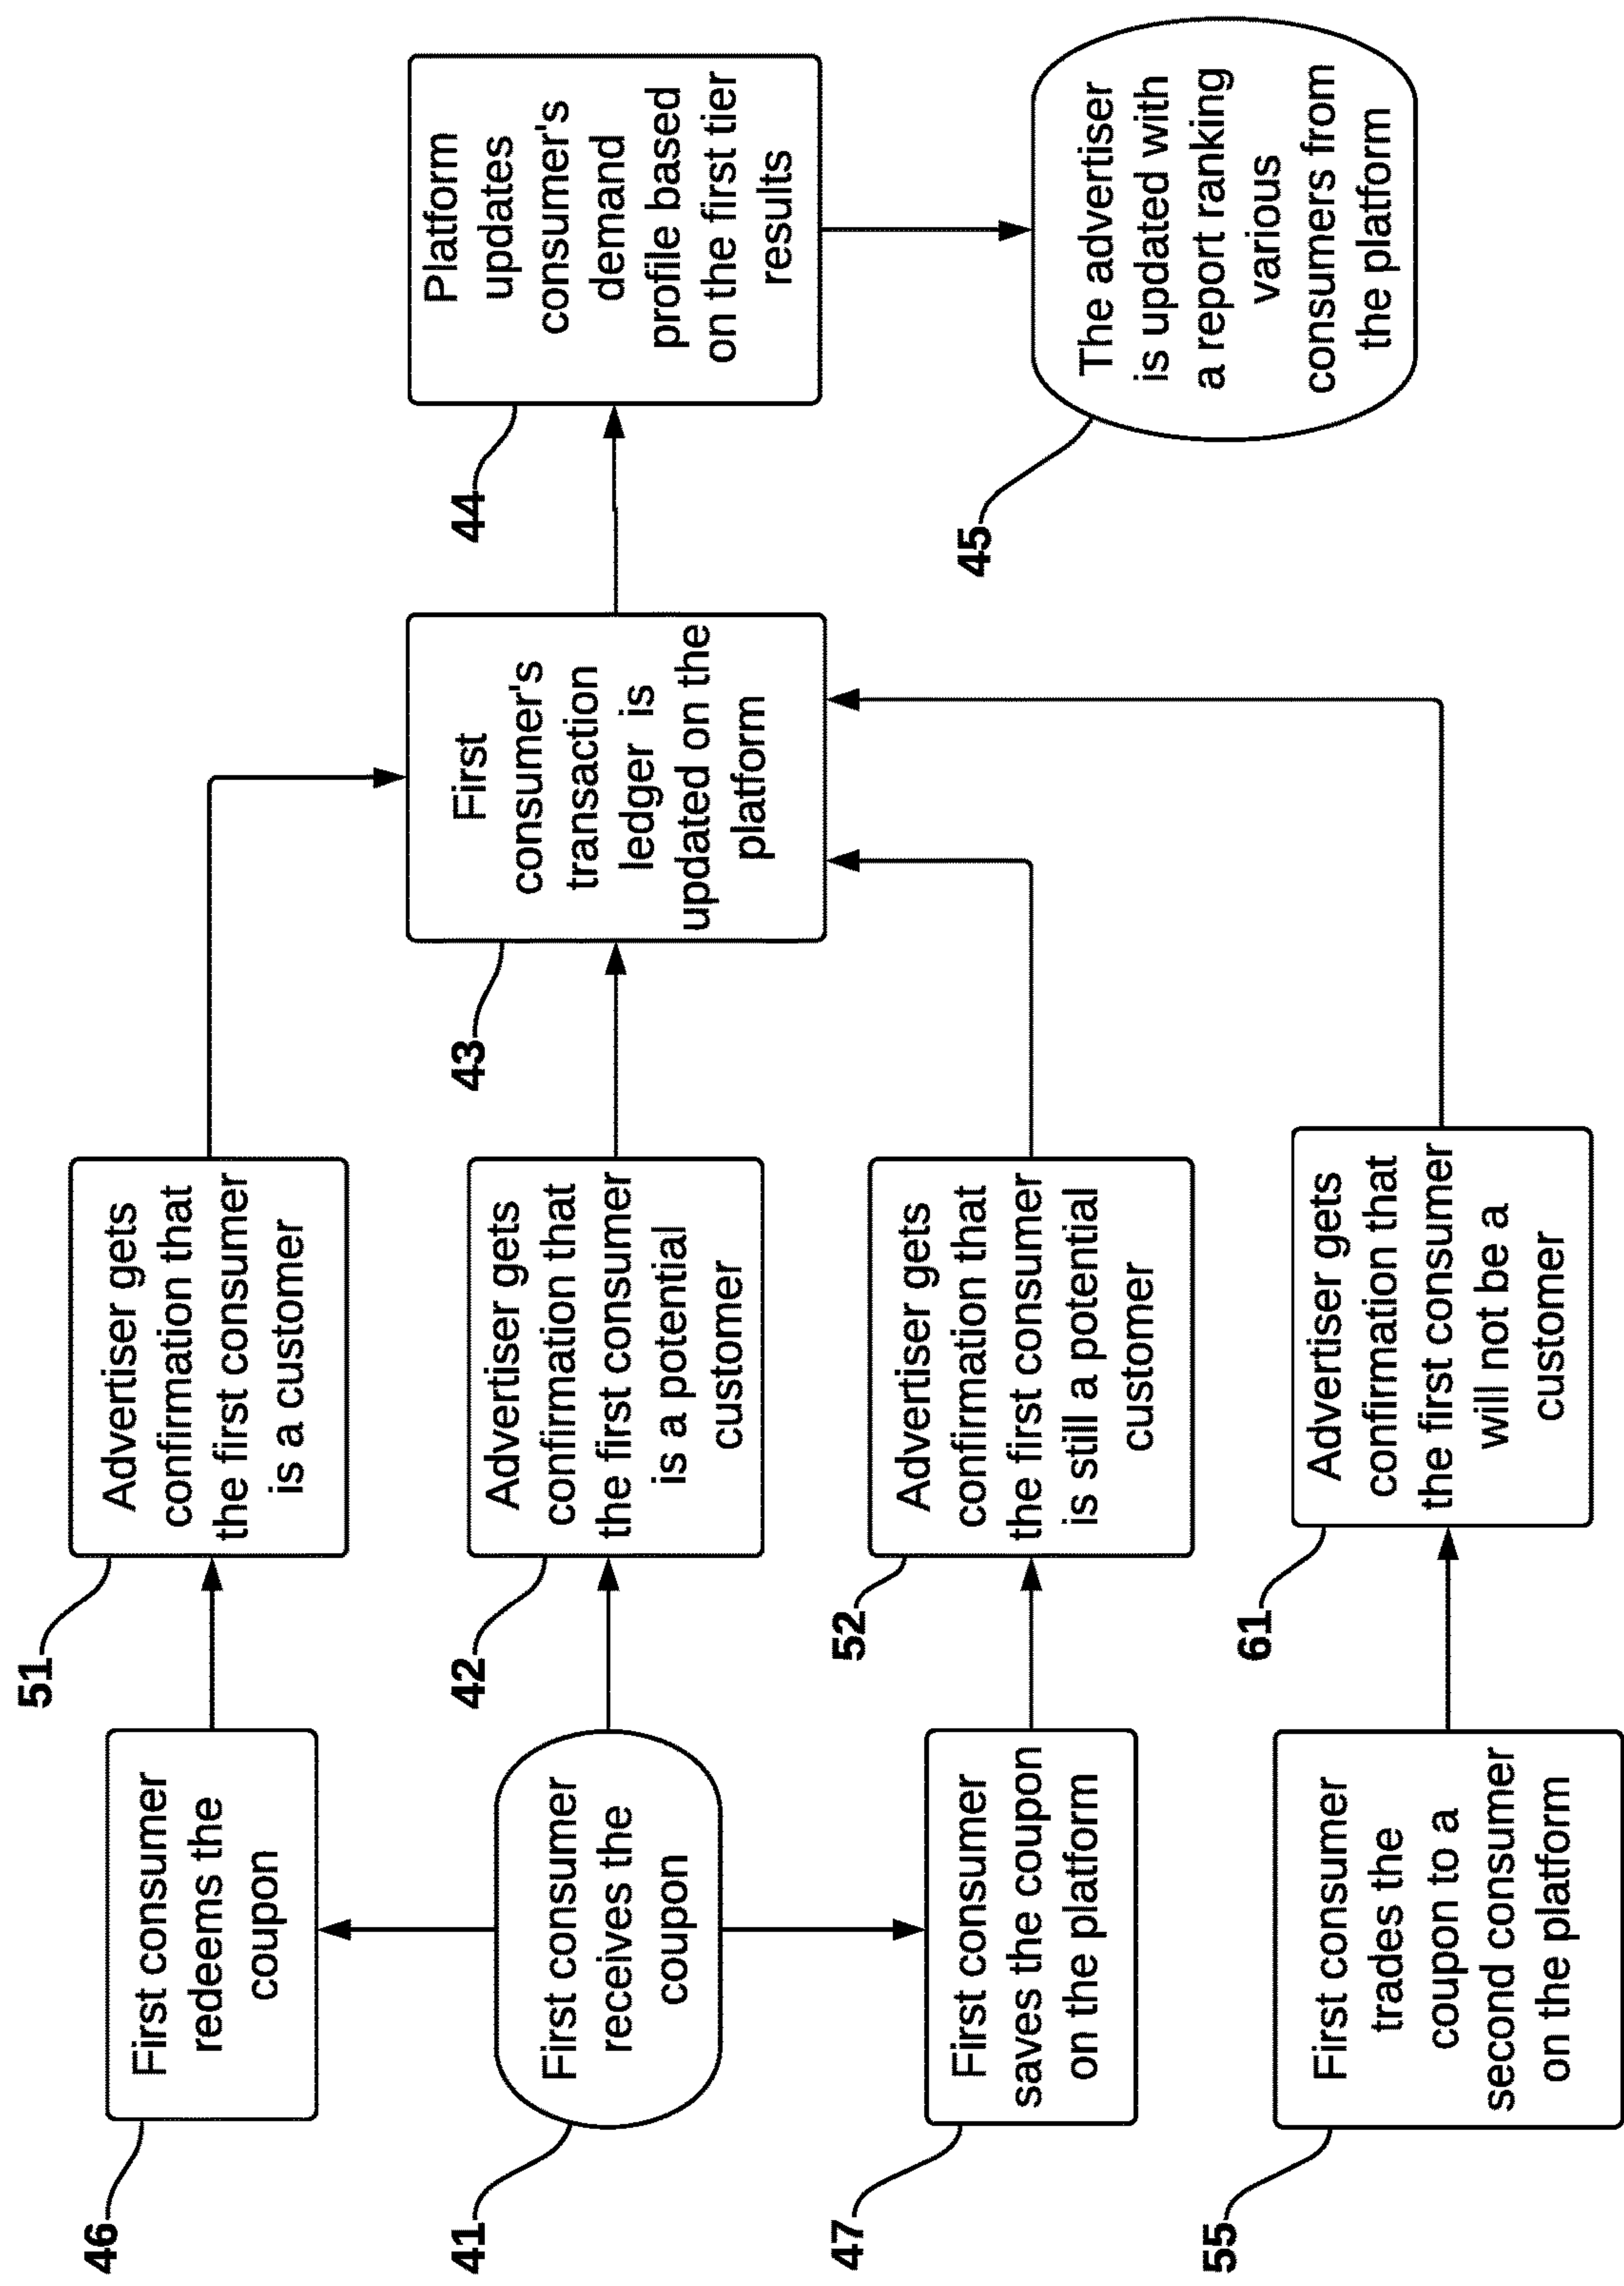 46
First consumer
redeems the
coupon
51
Advertiser gets
confirmation that
the first consumer
is a customer
41
First consumer
receives the
coupon
42
Advertiser gets
confirmation that
the first consumer
is a potential
customer
43
First
consumer's
transaction
ledger is
updated on the
platform
44
Platform
updates
consumer's
demand
profile based
on the first tier
results
47
First consumer
saves the coupon
on the platform
52
Advertiser gets
confirmation that
the first consumer
is still a potential
customer
45
The advertiser
is updated with
a report ranking
various
consumers from
the platform
55
First consumer
trades the
coupon to a
second consumer
on the platform
61
Advertiser gets
confirmation that
the first consumer
will not be a
customer